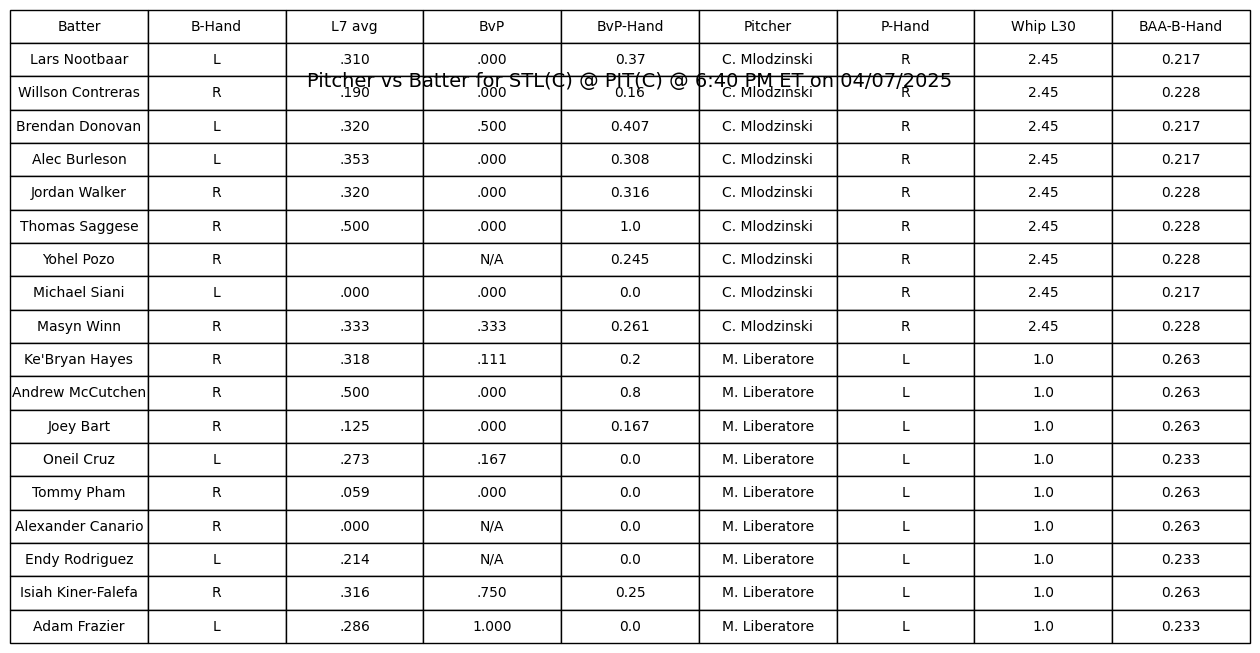 Batter B-Hand L7 avg BvP BvP-Hand Pitcher P-Hand Whip L30 BAA-B-Hand
Lars Nootbaar L .310 .000 0.37 C. Mlodzinski R 2.45 0.217
Pitcher vs Batter for STL(C) @ PIT(C) @ 6:40 PM ET on 04/07/2025
Willson Contreras R .190 .000 0.16 C. Mlodzinski R 2.45 0.228
Brendan Donovan L .320 .500 0.407 C. Mlodzinski R 2.45 0.217
Alec Burleson L .353 .000 0.308 C. Mlodzinski R 2.45 0.217
Jordan Walker R .320 .000 0.316 C. Mlodzinski R 2.45 0.228
Thomas Saggese R .500 .000 1.0 C. Mlodzinski R 2.45 0.228
Yohel Pozo R N/A 0.245 C. Mlodzinski R 2.45 0.228
Michael Siani L .000 .000 0.0 C. Mlodzinski R 2.45 0.217
Masyn Winn R .333 .333 0.261 C. Mlodzinski R 2.45 0.228
Ke'Bryan Hayes R .318 .111 0.2 M. Liberatore L 1.0 0.263
Andrew McCutchen R .500 .000 0.8 M. Liberatore L 1.0 0.263
Joey Bart R .125 .000 0.167 M. Liberatore L 1.0 0.263
Oneil Cruz L .273 .167 0.0 M. Liberatore L 1.0 0.233
Tommy Pham R .059 .000 0.0 M. Liberatore L 1.0 0.263
Alexander Canario R .000 N/A 0.0 M. Liberatore L 1.0 0.263
Endy Rodriguez L .214 N/A 0.0 M. Liberatore L 1.0 0.233
Isiah Kiner-Falefa R .316 .750 0.25 M. Liberatore L 1.0 0.263
Adam Frazier L .286 1.000 0.0 M. Liberatore L 1.0 0.233